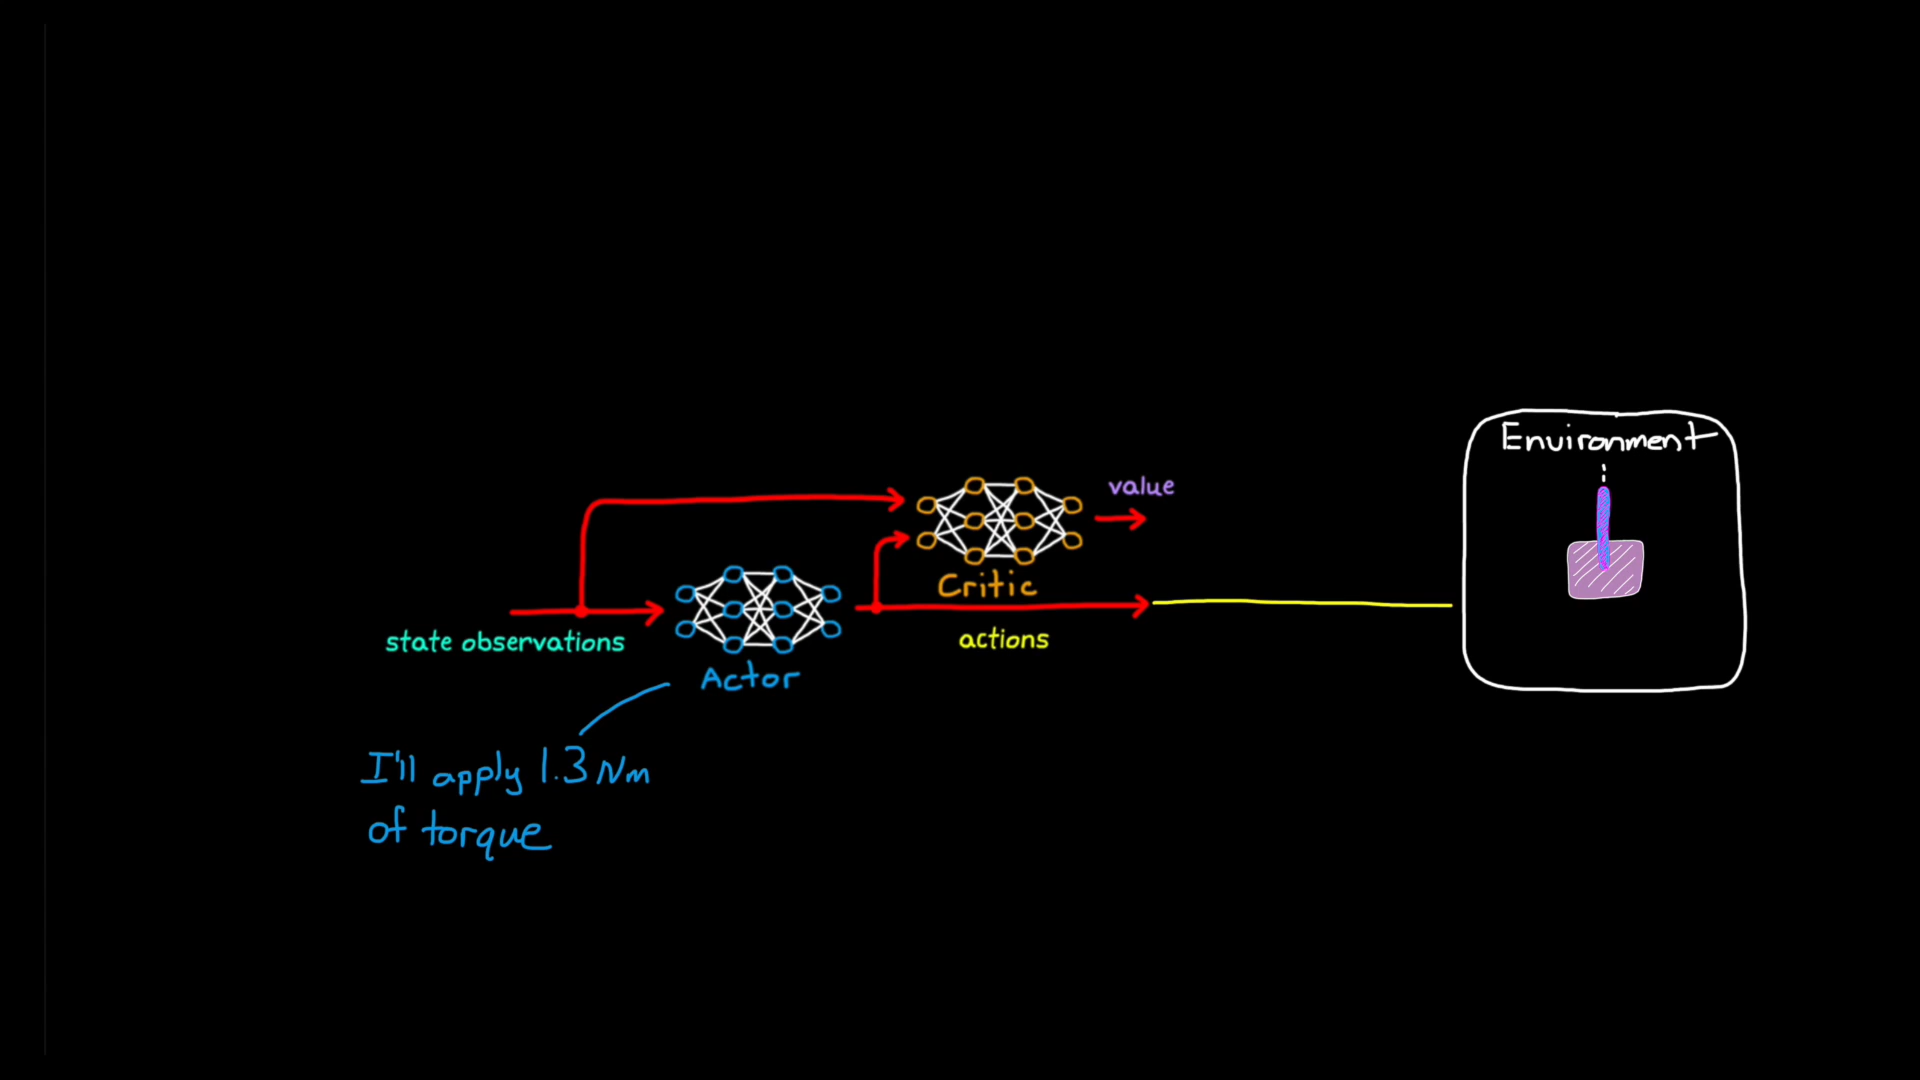 Environment
value
Critic
state observations
actions
Actor
I'll apply 1.3 Nm
of torque